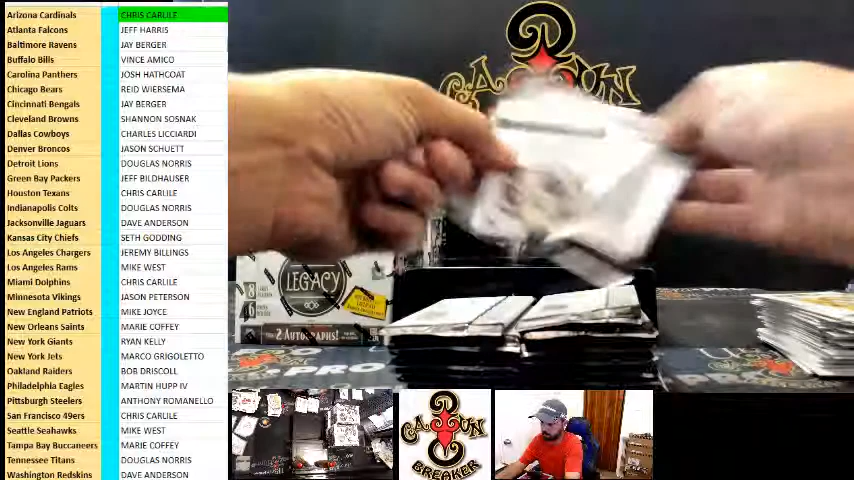 Arizona Cardinals CHRIS CARLILE
Atlanta Falcons JEFF HARRIS
Baltimore Ravens JAY BERGER
Buffalo Bills VINCE AMICO
Carolina Panthers JOSH HATHCOAT
Chicago Bears REID WIERSEMA
Cincinnati Bengals JAY BERGER
Cleveland Browns SHANNON SOSNAK
Dallas Cowboys CHARLES LICCIARDI
Denver Broncos JASON SCHUETT
Detroit Lions DOUGLAS NORRIS
Green Bay Packers JEFF BILDHAUSER
Houston Texans CHRIS CARLILE
Indianapolis Colts DOUGLAS NORRIS
Jacksonville Jaguars DAVE ANDERSON
Kansas City Chiefs SETH GODDING
Los Angeles Chargers JEREMY BILLINGS
Los Angeles Rams MIKE WEST
Miami Dolphins CHRIS CARLILE
Minnesota Vikings JASON PETERSON
New England Patriots MIKE JOYCE
New Orleans Saints MARIE COFFEY
New York Giants RYAN KELLY
New York Jets MARCO GRIGOLETTO
Oakland Raiders BOB DRISCOLL
Philadelphia Eagles MARTIN HUPP IV
Pittsburgh Steelers ANTHONY ROMANELLO
San Francisco 49ers CHRIS CARLILE
Seattle Seahawks MIKE WEST
Tampa Bay Buccaneers MARIE COFFEY
Tennessee Titans DOUGLAS NORRIS
Washington Redskins DAVE ANDERSON
LEGACY
2 AUTOGRAPHS!
PRO
CAJUN
BREAKER